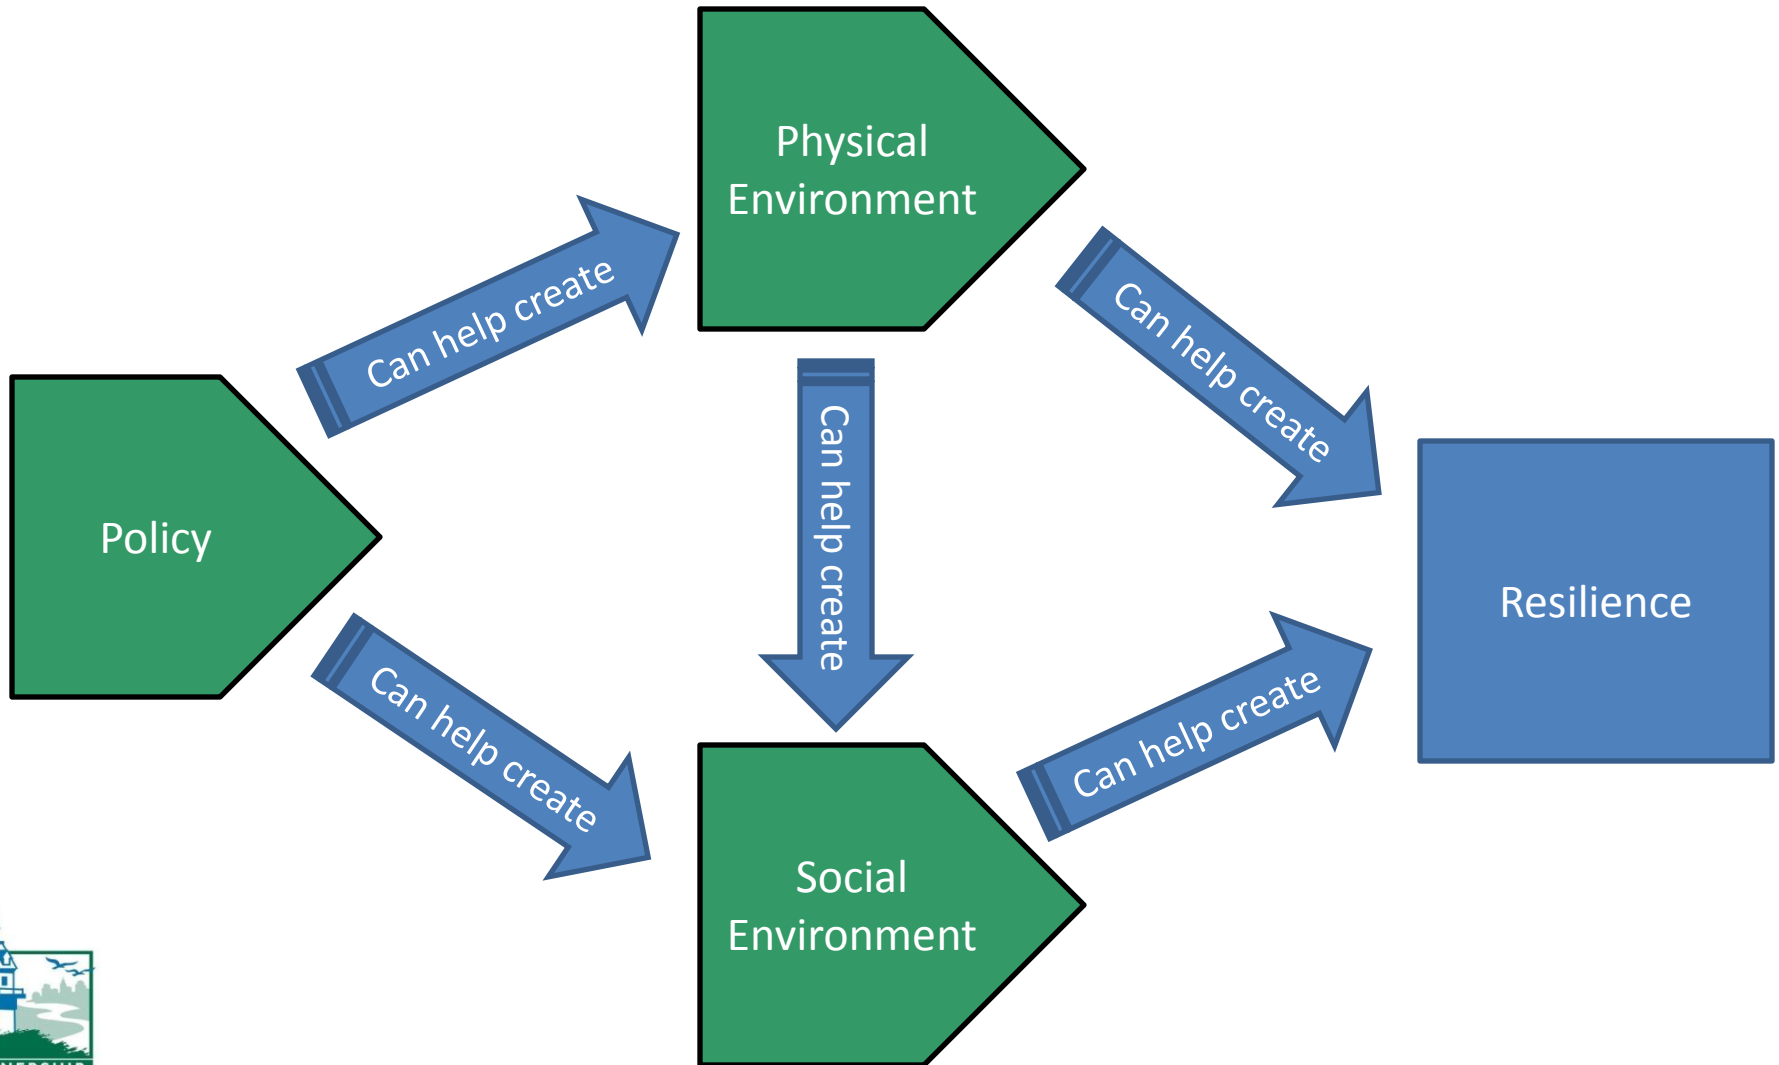 Physical
Environment
Can help create
Can help create
Can help create
Policy
Resilience
Can help create
Can help create
Social
Environment